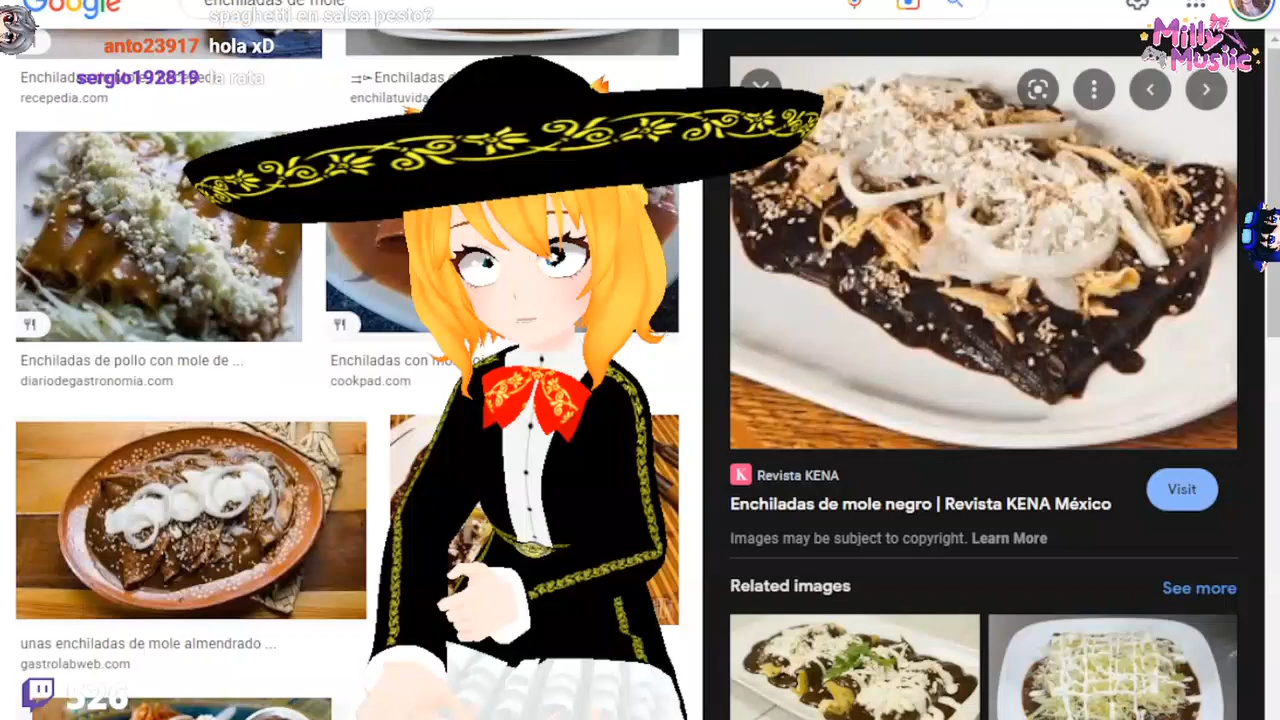 Google
enchiladas de mole
spaghetti en salsa pesto?
anto23917 hola xD
sergio192819 la rata
recepedia.com
Enchiladas
enchilatuvida
Milly
Musiic
Enchiladas de pollo con mole de ...
diariodegastronomia.com
Enchiladas con
cookpad.com
K Revista KENA
Visit
Enchiladas de mole negro | Revista KENA México
Images may be subject to copyright. Learn More
Related images
See more
unas enchiladas de mole almendrado ...
gastrolabweb.com
526